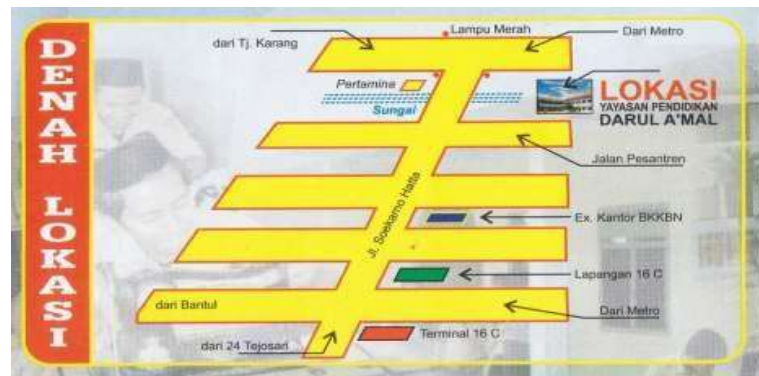 DENAH LOKASI
Lampu Merah
dari Tj. Karang
Dari Metro
Pertamina
Sungai
LOKASI
YAYASAN PENDIDIKAN
DARUL A'MAL
Jalan Pesantren
Jl. Soekarno Hatta
Ex. Kantor BKKBN
Lapangan 16 C
dari Bantul
Dari Metro
Terminal 16 C
dari 24 Tejosari